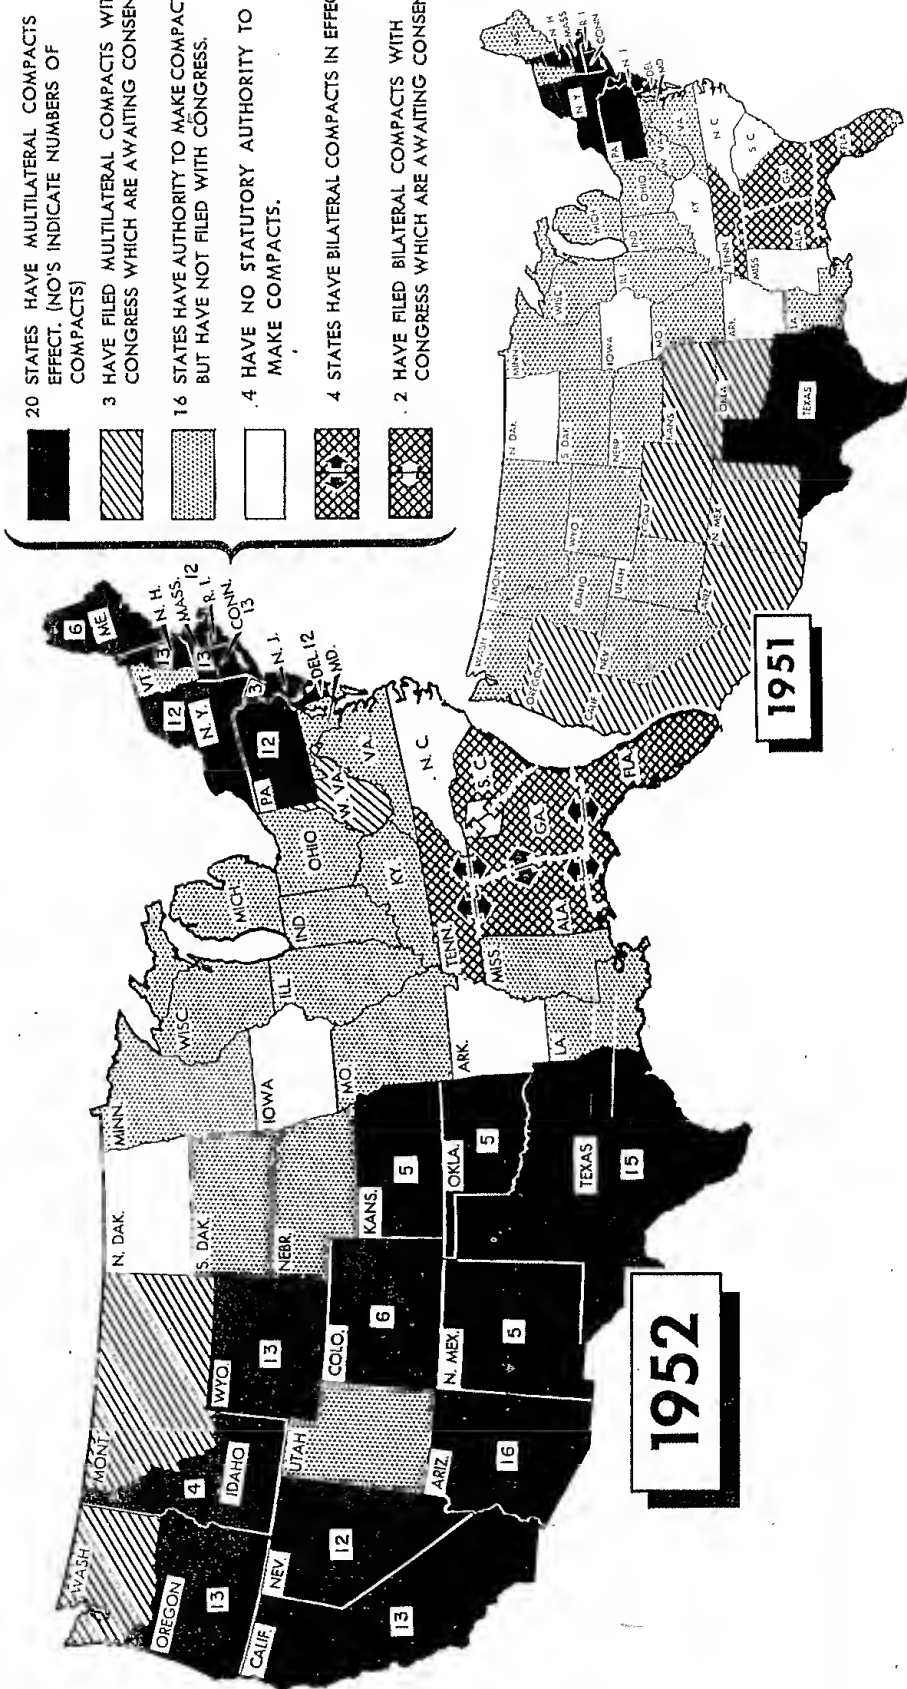 20 STATES HAVE MULTILATERAL COMPACTS
EFFECT. (NO'S INDICATE NUMBERS OF
COMPACTS)
3 HAVE FILED MULTILATERAL COMPACTS WIT
CONGRESS WHICH ARE AWAITING CONSEN
16 STATES HAVE AUTHORITY TO MAKE COMPAC
BUT HAVE NOT FILED WITH CONGRESS.
4 HAVE NO STATUTORY AUTHORITY TO
MAKE COMPACTS.
4 STATES HAVE BILATERAL COMPACTS IN EFFEC
2 HAVE FILED BILATERAL COMPACTS WITH
CONGRESS WHICH ARE AWAITING CONSEN
WASH
MONT.
N. DAK.
MINN.
WISC.
MICH.
VT.
ME.
6
N. H.
13
MASS.
12
R. I.
13
CONN.
13
N. Y.
12
N. J.
3
PA
12
DEL. 12
MD.
OREGON
13
IDAHO
4
WYO.
13
S. DAK.
NEBR.
IOWA
ILL.
IND
OHIO
W. VA.
VA.
CALIF.
13
NEV.
12
UTAH
COLO.
6
KANS.
5
MO.
KY.
N. C.
TENN.
S. C.
ARIZ.
16
N. MEX.
5
OKLA.
5
ARK.
MISS
ALA.
GA.
FLA.
TEXAS
15
LA.
1952
WASH
MONT
N. DAK
MINN
WISC
MICH
N. H
MASS
R. I
CONN
N. Y.
N. J
PA
DEL
MD
OREGON
IDAHO
WYO
S. DAK
NEBR
IOWA
ILL
IND
OHIO
W. VA
VA
CALIF
NEV
UTAH
COLO
KANS
MO
KY
N. C
TENN
S. C
ARIZ
N. MEX
OKLA
ARK
MISS
ALA
GA
FLA
TEXAS
LA
1951